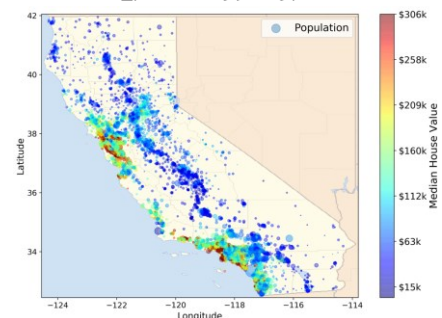 42
40
38
36
34
−124
−122
−120
−118
−116
−114
Latitude
Longitude
Population
$306k
$258k
$209k
$160k
$112k
$63k
$15k
Median House Value